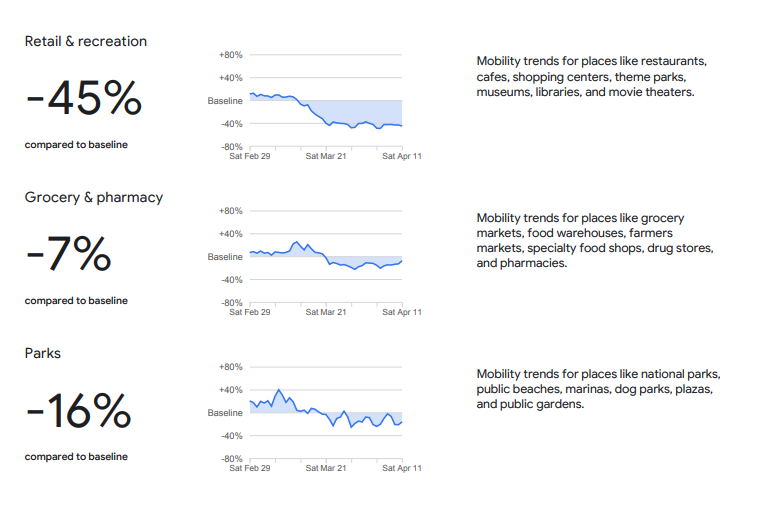 Retail & recreation
-45%
compared to baseline
+80%
+40%
Baseline
-40%
-80%
Sat Feb 29 Sat Mar 21 Sat Apr 11
Mobility trends for places like restaurants,
cafes, shopping centers, theme parks,
museums, libraries, and movie theaters.
Grocery & pharmacy
-7%
compared to baseline
+80%
+40%
Baseline
-40%
-80%
Sat Feb 29 Sat Mar 21 Sat Apr 11
Mobility trends for places like grocery
markets, food warehouses, farmers
markets, specialty food shops, drug stores,
and pharmacies.
Parks
-16%
compared to baseline
+80%
+40%
Baseline
-40%
-80%
Sat Feb 29 Sat Mar 21 Sat Apr 11
Mobility trends for places like national parks,
public beaches, marinas, dog parks, plazas,
and public gardens.